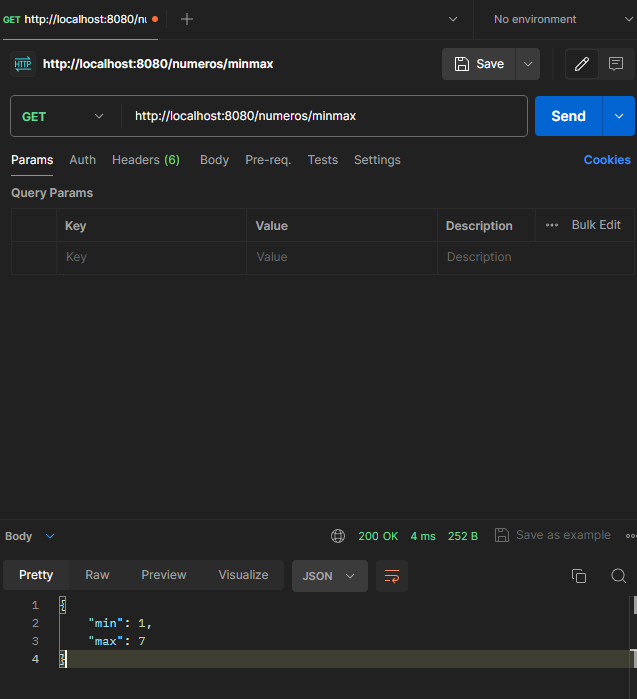 GET http://localhost:8080/nu No environment
HTTP http://localhost:8080/numeros/minmax Save
GET http://localhost:8080/numeros/minmax Send
Params Auth Headers (6) Body Pre-req. Tests Settings Cookies
Query Params
Key Value Description ••• Bulk Edit
Key Value Description
Body 200 OK 4 ms 252 B Save as example
Pretty Raw Preview Visualize JSON
1 {
2 "min": 1,
3 "max": 7
4 }